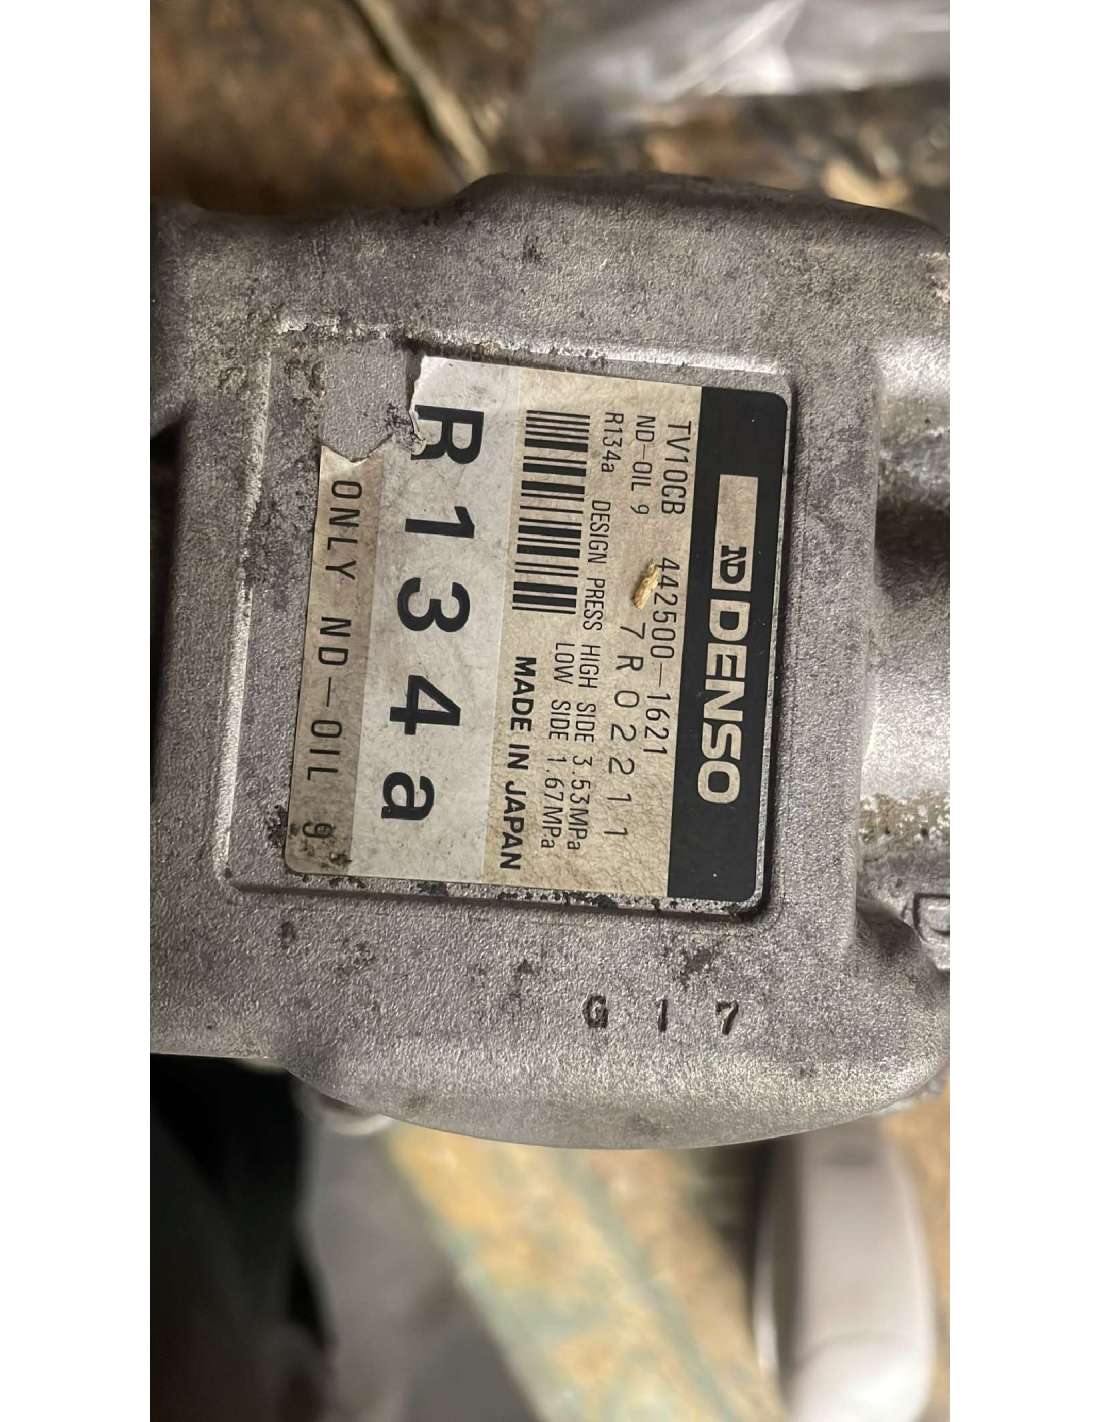 ND DENSO
TV10CB 442500-1621
ND-OIL 9 7R02211
R134a DESIGN PRESS HIGH SIDE 3.53MPa
LOW SIDE 1.67MPa
MADE IN JAPAN
R134a
ONLY ND-OIL 9
G17